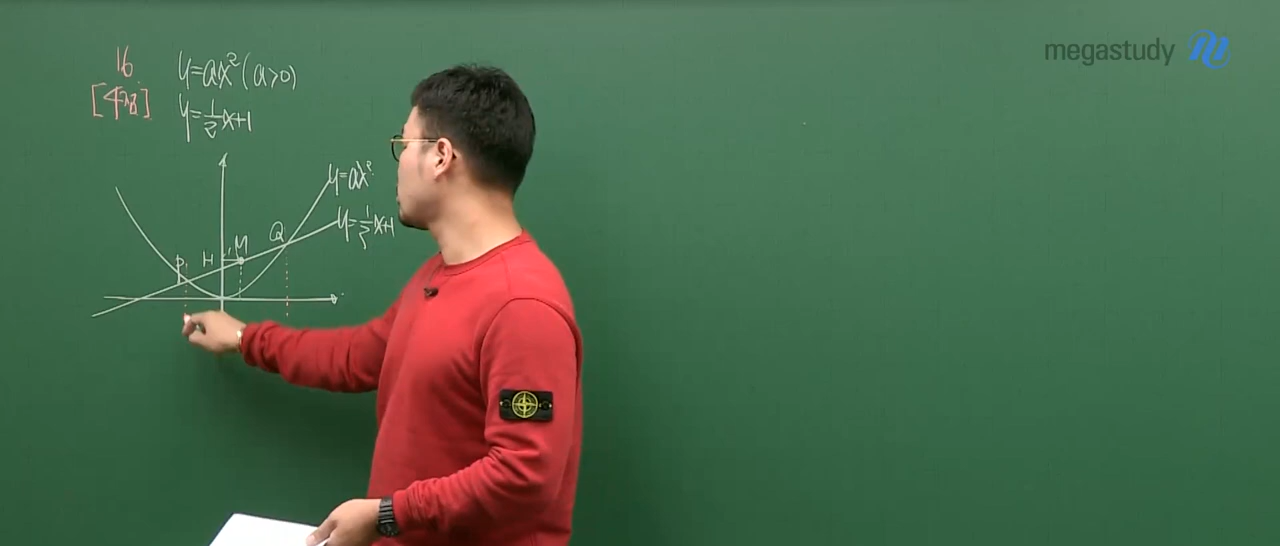 megastudy
16
[4점]
y=ax²(a>0)
y=½x+1
y=ax²
y=½x+1
Q
M
H
P